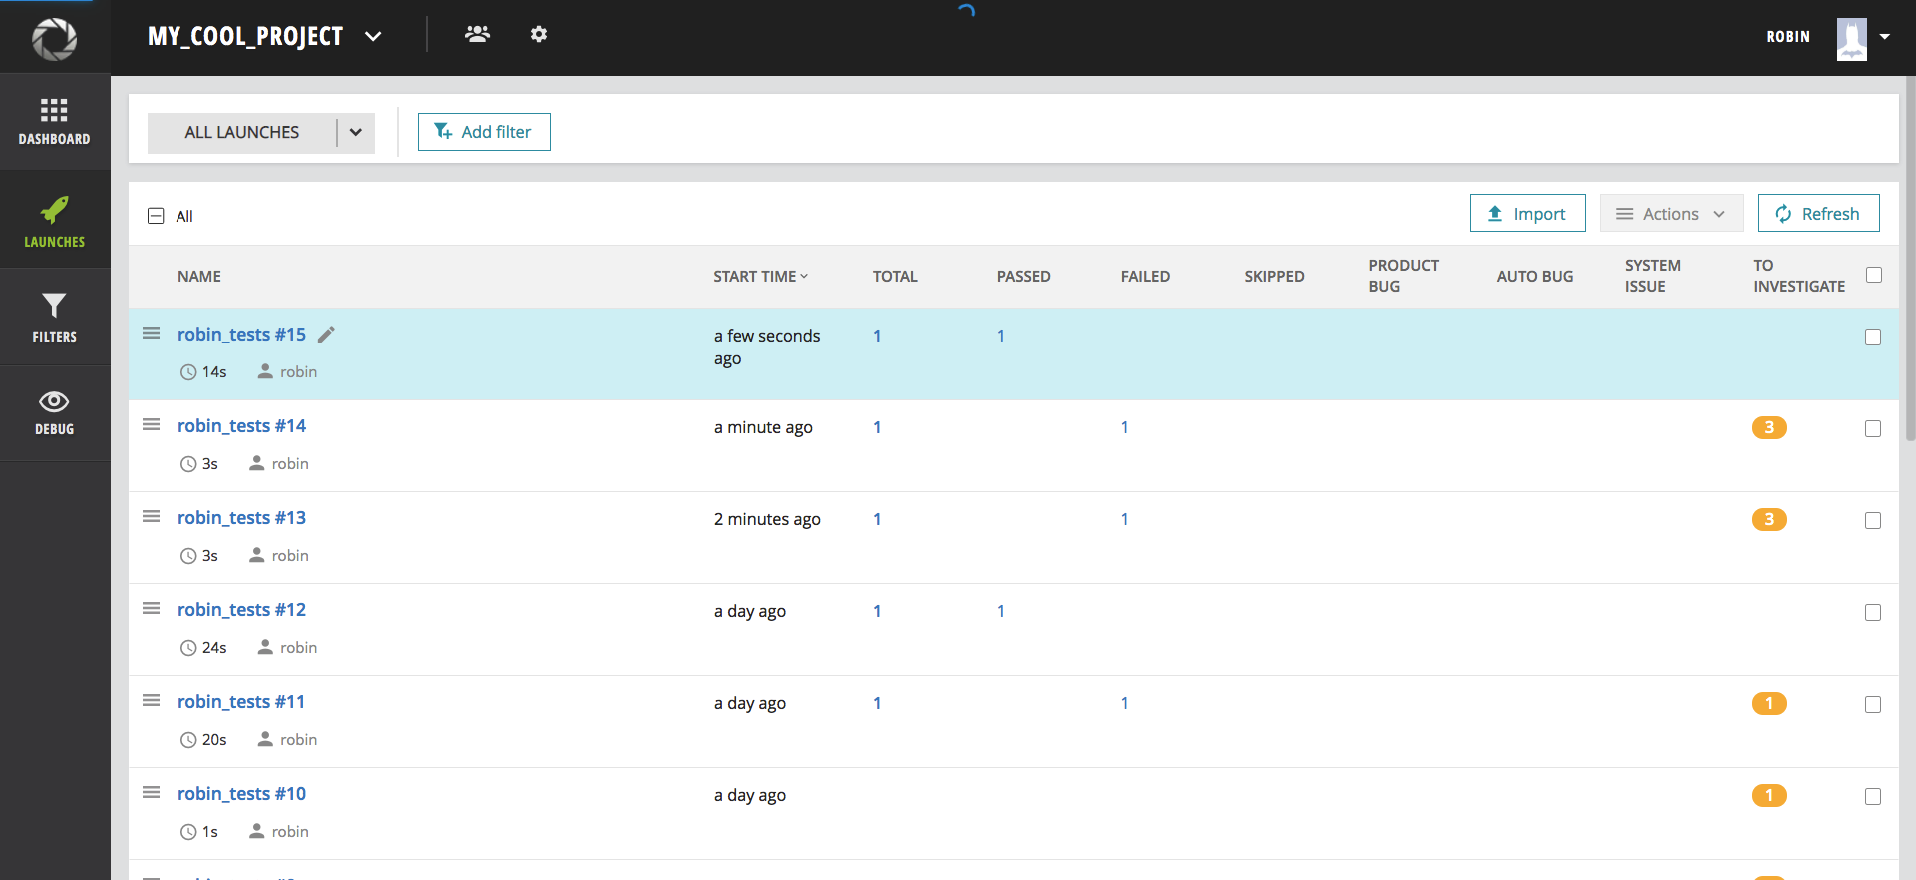 MY_COOL_PROJECT
ROBIN
DASHBOARD
LAUNCHES
FILTERS
DEBUG
ALL LAUNCHES
Add filter
All
Import
Actions
Refresh
NAME
START TIME
TOTAL
PASSED
FAILED
SKIPPED
PRODUCT BUG
AUTO BUG
SYSTEM ISSUE
TO INVESTIGATE
robin_tests #15
a few seconds ago
1
1
14s
robin
robin_tests #14
a minute ago
1
1
3
3s
robin
robin_tests #13
2 minutes ago
1
1
3
3s
robin
robin_tests #12
a day ago
1
1
24s
robin
robin_tests #11
a day ago
1
1
1
20s
robin
robin_tests #10
a day ago
1
1s
robin